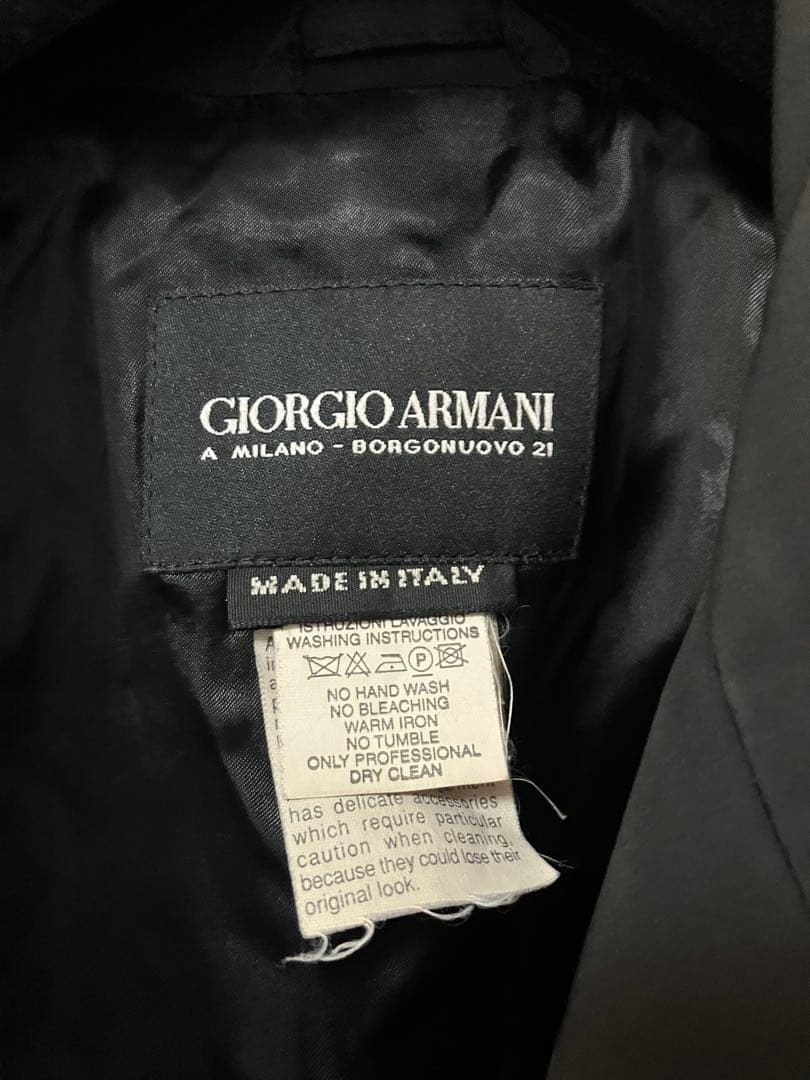 GIORGIO ARMANI
A MILANO - BORGONUOVO 21
MADE IN ITALY
ISTRUZIONI LAVAGGIO
WASHING INSTRUCTIONS
P
NO HAND WASH
NO BLEACHING
WARM IRON
NO TUMBLE
ONLY PROFESSIONAL
DRY CLEAN
has delicate accessories
which require particular
caution when cleaning,
because they could lose their
original look.